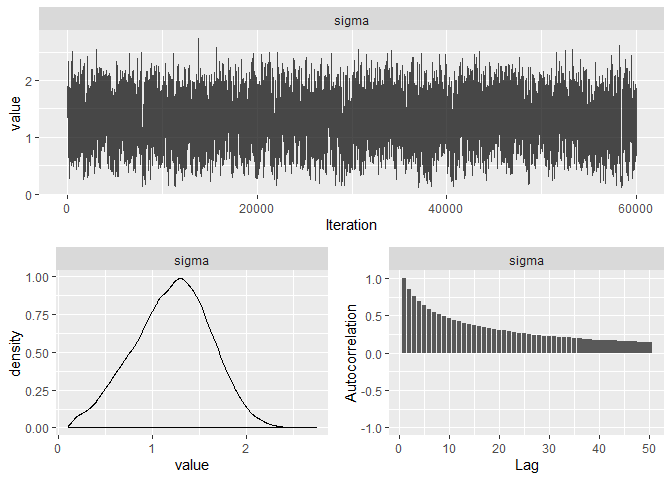 sigma
value
2
1
0
0 20000 40000 60000
Iteration
sigma
density
1.00
0.75
0.50
0.25
0.00
0 1 2
value
sigma
Autocorrelation
1.0
0.5
0.0
-0.5
-1.0
0 10 20 30 40 50
Lag